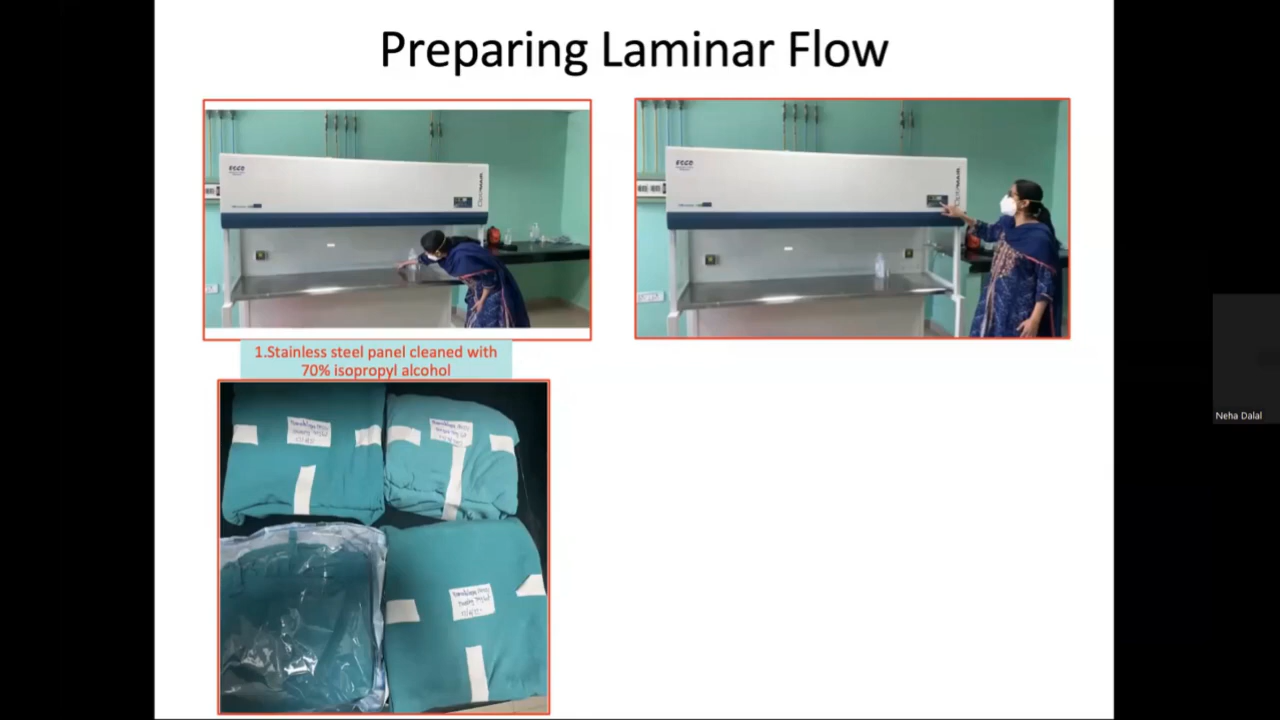 Preparing Laminar Flow
1.Stainless steel panel cleaned with
70% isopropyl alcohol
Neha Dalal